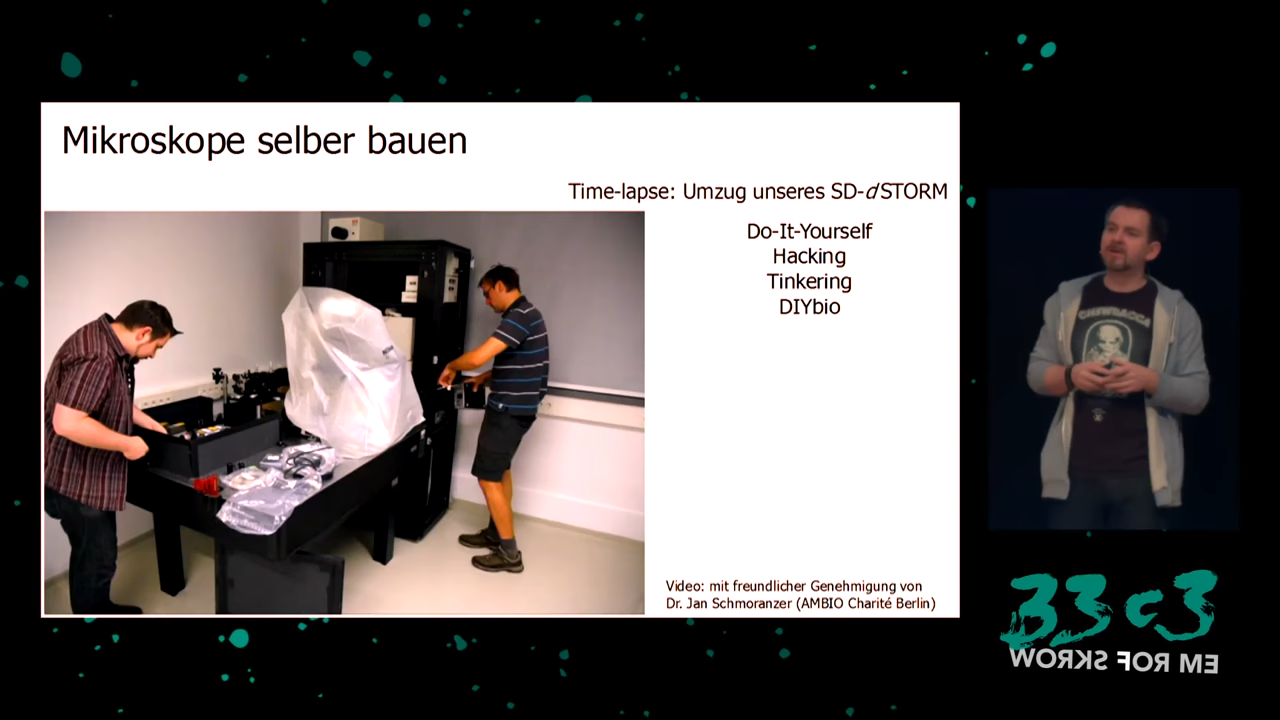 Mikroskope selber bauen
Time-lapse: Umzug unseres SD-dSTORM
Do-It-Yourself
Hacking
Tinkering
DIYbio
Video: mit freundlicher Genehmigung von
Dr. Jan Schmoranzer (AMBIO Charité Berlin)
CHEWBACCA
33c3
WORKS FOR ME